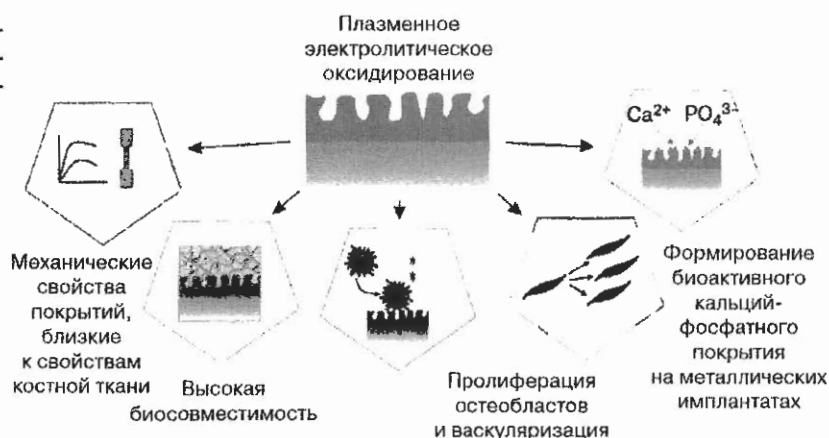 Плазменное
электролитическое
оксидирование
Ca²⁺ PO₄³⁻
Механические
свойства
покрытий,
близкие
к свойствам
костной ткани
Высокая
биосовместимость
Пролиферация
остеобластов
и васкуляризация
Формирование
биоактивного
кальций-
фосфатного
покрытия
на металлических
имплантатах